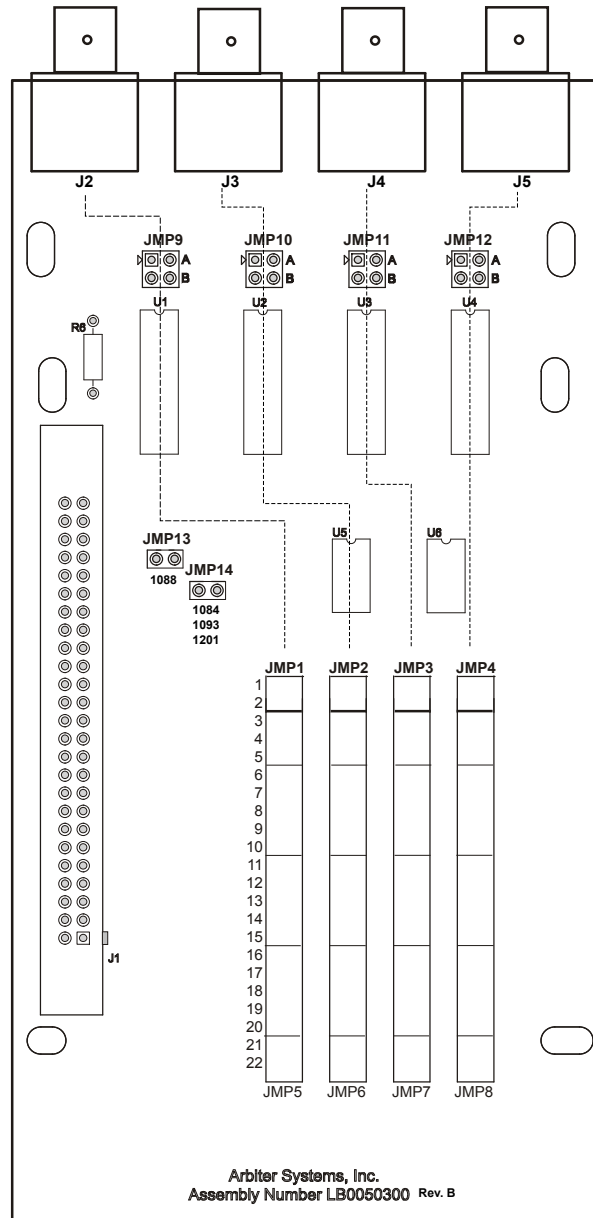 J2 J3 J4 J5
JMP9 JMP10 JMP11 JMP12
A A A A
B B B B
U1 U2 U3 U4
R6
U5 U6
JMP13
1088
JMP14
1084
1093
1201
JMP1 JMP2 JMP3 JMP4
1
2
3
4
5
6
7
8
9
10
11
12
13
14
15
16
17
18
19
20
21
22
J1
JMP5 JMP6 JMP7 JMP8
Arbiter Systems, Inc.
Assembly Number LB0050300 Rev. B